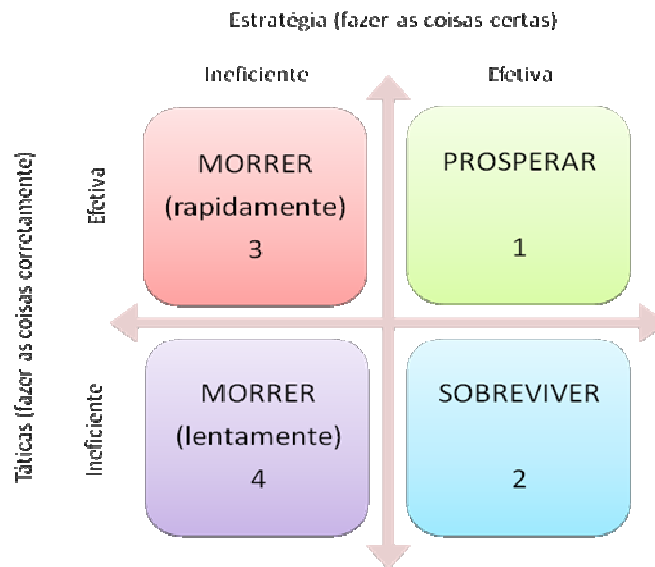 Estratégia (fazer as coisas certas)
Ineficiente
Efetiva
MORRER
(rapidamente)
3
PROSPERAR
1
MORRER
(lentamente)
4
SOBREVIVER
2
Táticas (fazer as coisas corretamente)
Efetiva
Ineficiente